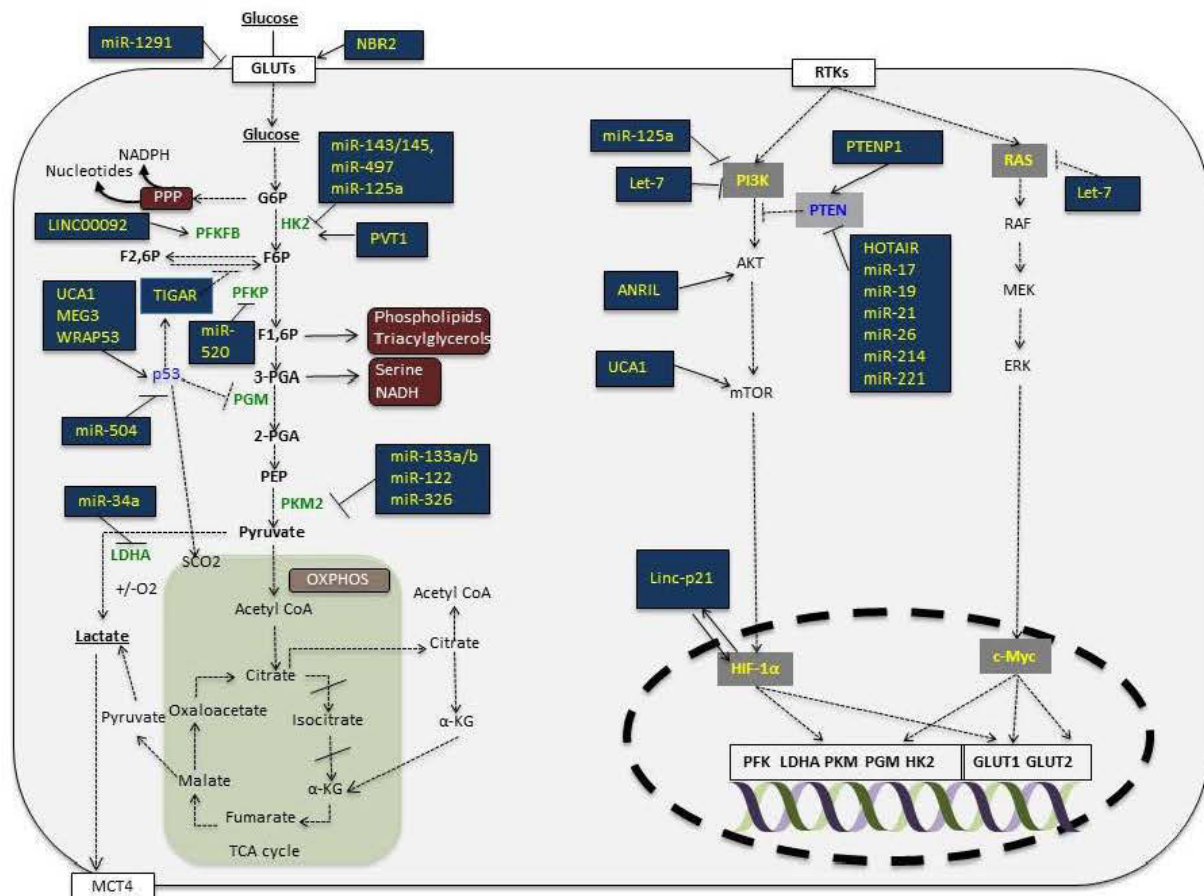 Glucose
miR-1291
NBR2
GLUTs
RTKs
Glucose
miR-143/145,
miR-497
miR-125a
NADPH
Nucleotides
PPP
G6P
LINC00092
PFKFB
HK2
PVT1
F2,6P
F6P
UCA1
MEG3
WRAP53
TIGAR
PFKP
miR-
520
F1,6P
Phospholipids
Triacylglycerols
p53
3-PGA
Serine
NADH
PGM
miR-504
2-PGA
PEP
miR-133a/b
miR-122
miR-326
PKM2
miR-34a
Pyruvate
LDHA
SCO2
+/-O2
OXPHOS
Acetyl CoA
Acetyl CoA
Lactate
Citrate
Citrate
Pyruvate
Oxaloacetate
Isocitrate
α-KG
Malate
α-KG
Fumarate
TCA cycle
MCT4
miR-125a
PTENP1
Let-7
PI3K
RAS
PTEN
Let-7
RAF
HOTAIR
miR-17
miR-19
miR-21
miR-26
miR-214
miR-221
AKT
ANRIL
MEK
UCA1
mTOR
ERK
Linc-p21
HIF-1α
c-Myc
PFK LDHA PKM PGM HK2
GLUT1 GLUT2